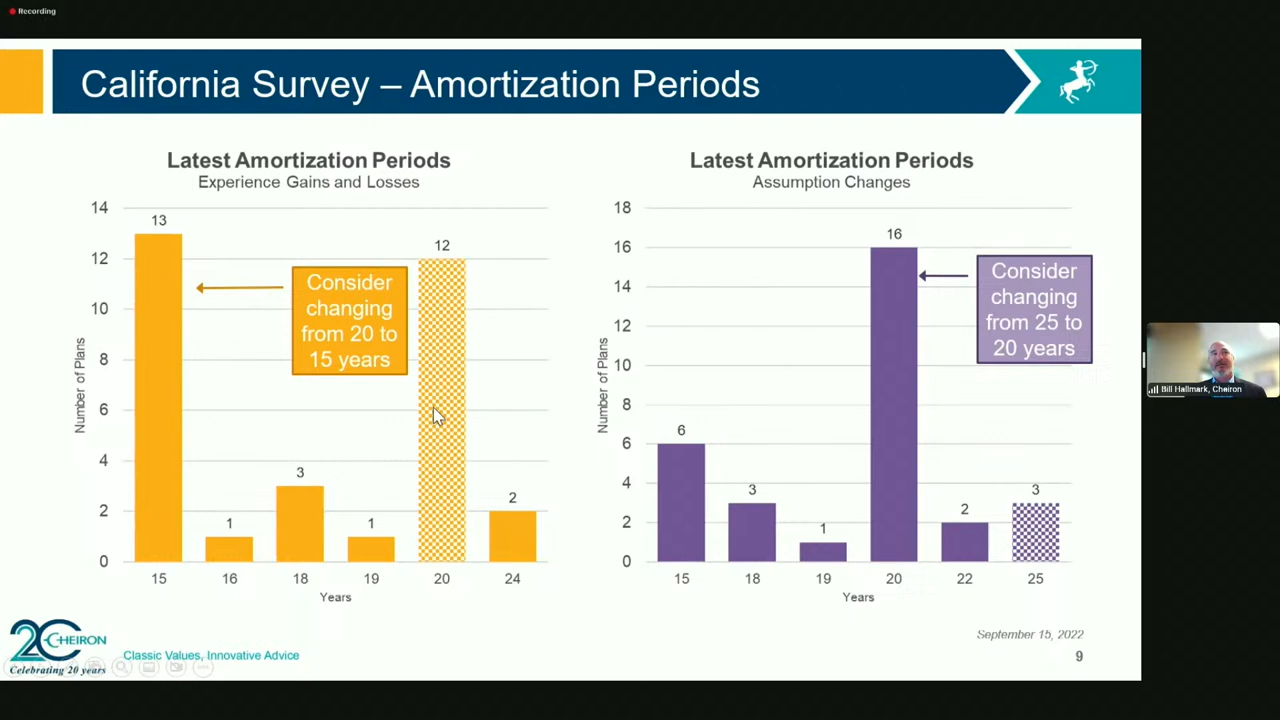 Recording
California Survey – Amortization Periods
Latest Amortization Periods
Experience Gains and Losses
14
12
10
8
6
4
2
0
Number of Plans
13
1
3
1
12
2
Consider
changing
from 20 to
15 years
15 16 18 19 20 24
Years
Latest Amortization Periods
Assumption Changes
18
16
14
12
10
8
6
4
2
0
Number of Plans
6
3
1
16
2
3
Consider
changing
from 25 to
20 years
15 18 19 20 22 25
Years
Bill Hallmark, Cheiron
September 15, 2022
20 CHEIRON
Celebrating 20 years
Classic Values, Innovative Advice
9